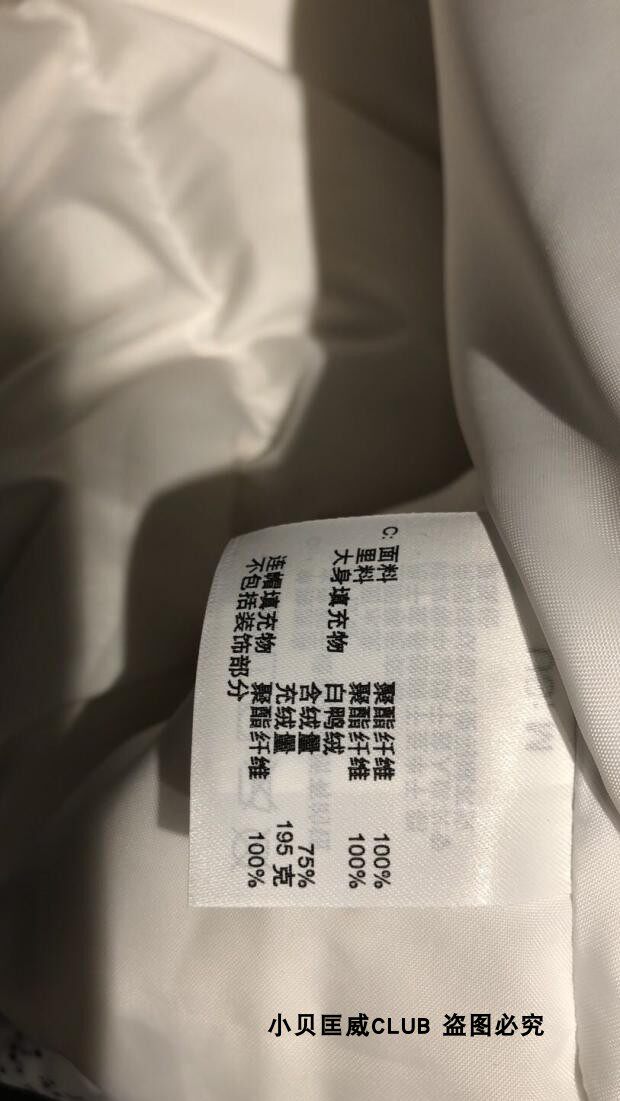 C: 面料 聚酯纤维 100%
里料 聚酯纤维 100%
大身填充物 白鸭绒
含绒量 75%
充绒量 195 克
连帽填充物 聚酯纤维 100%
不包括装饰部分
小贝匡威CLUB 盗图必究